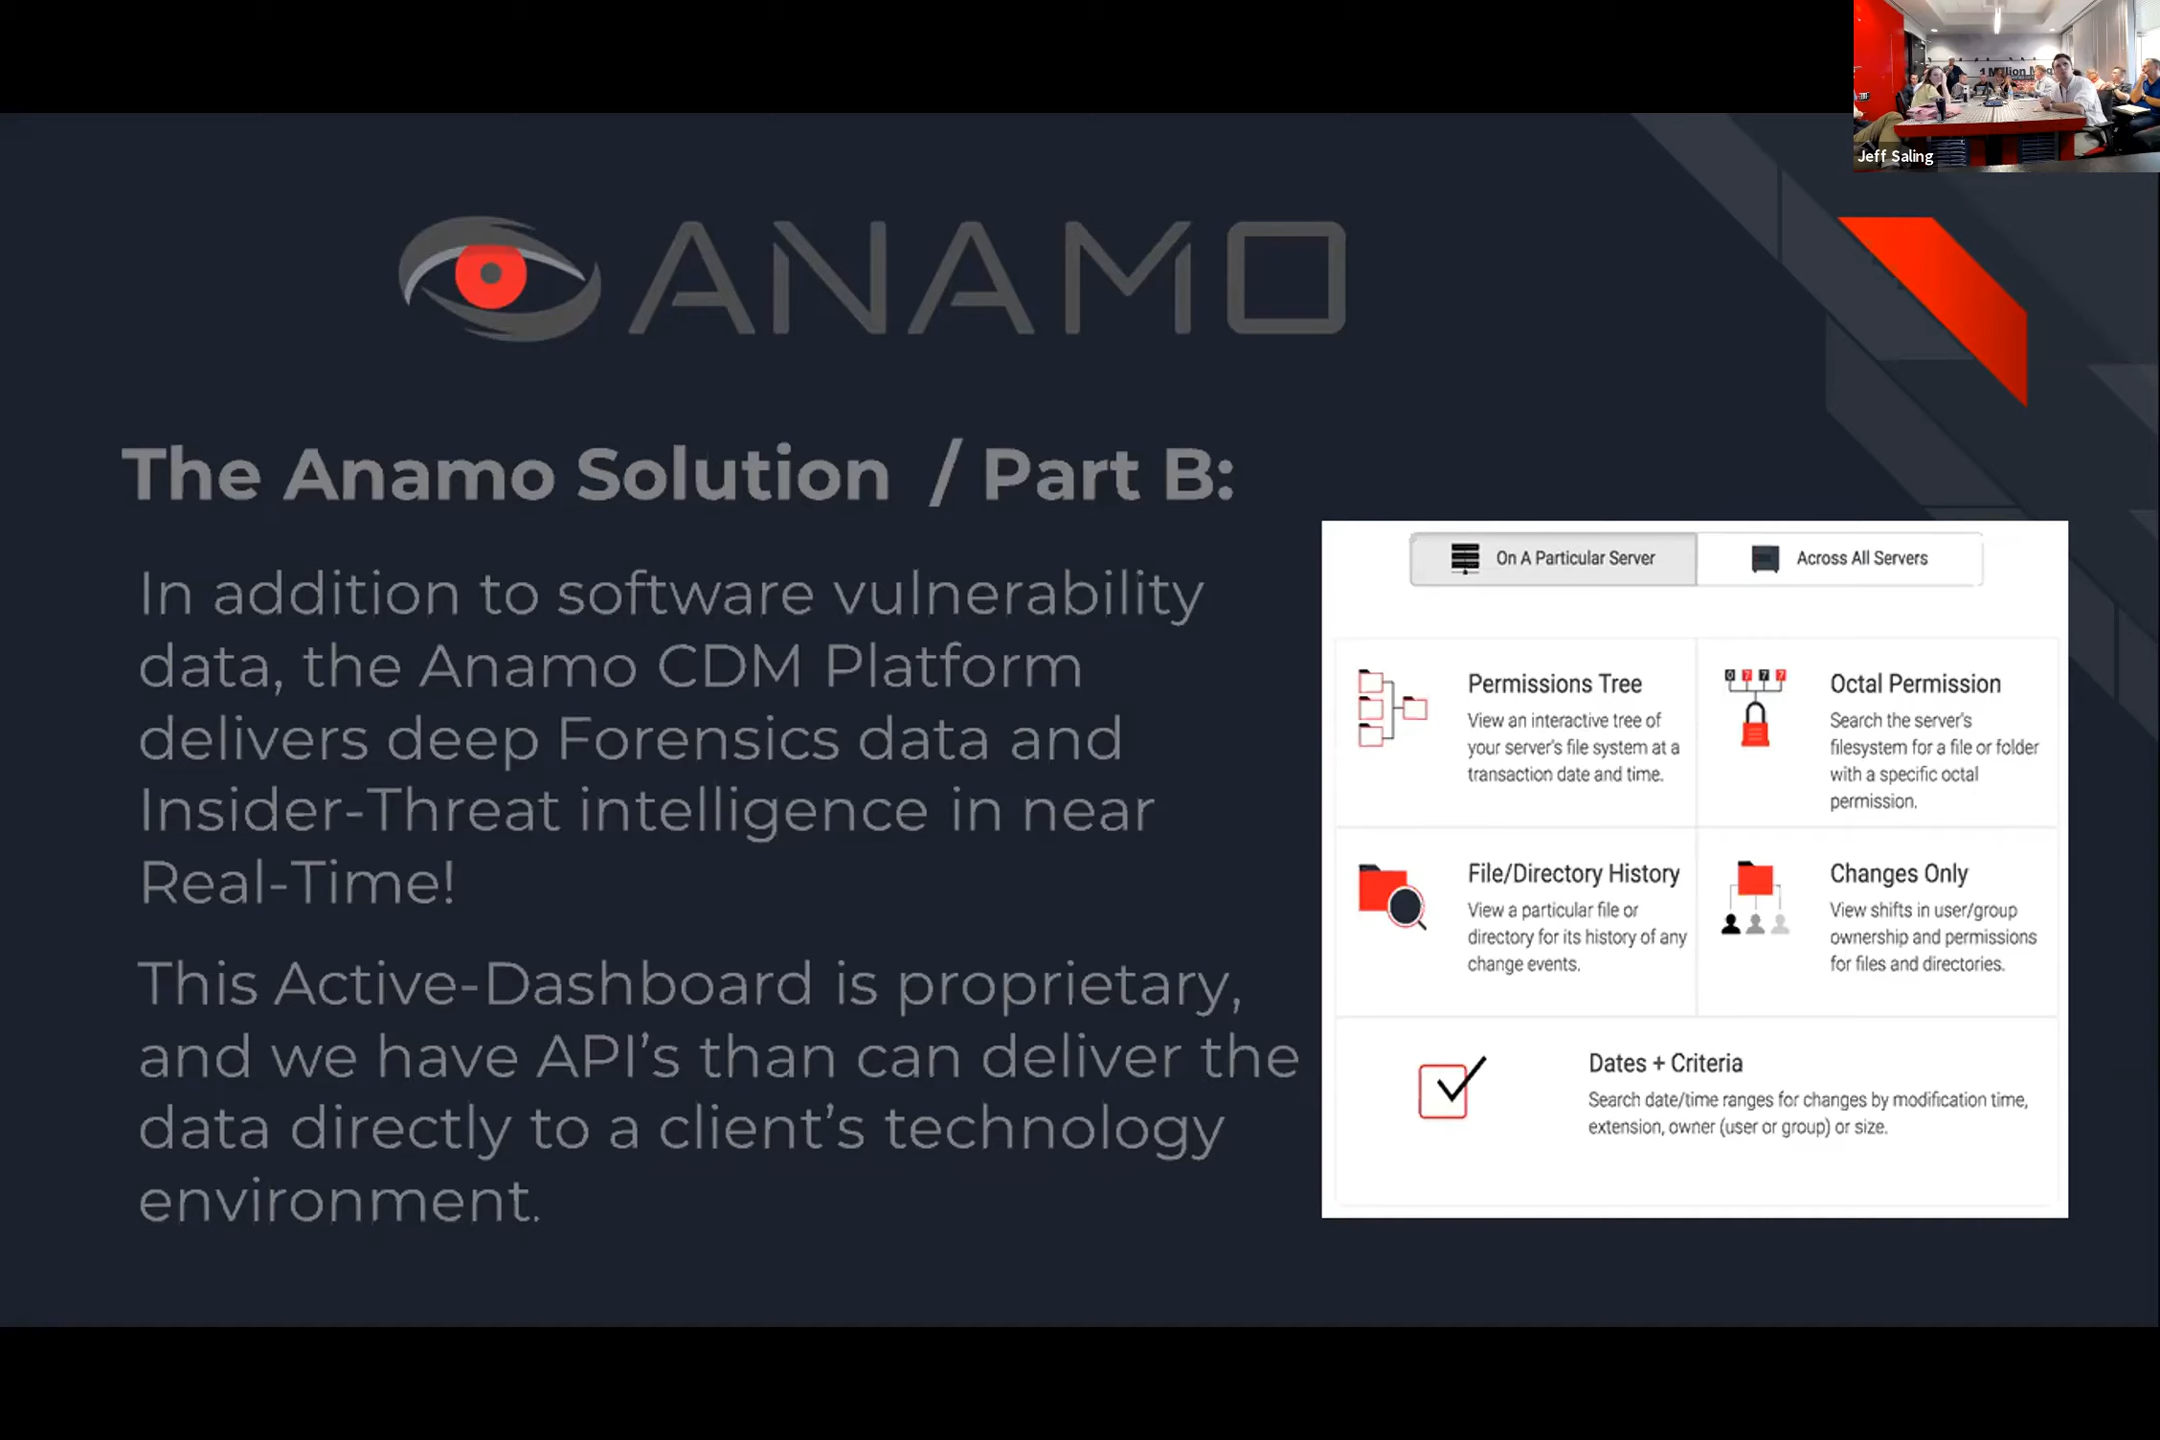 1 Million
Jeff Saling
ANAMO
The Anamo Solution / Part B:
In addition to software vulnerability
data, the Anamo CDM Platform
delivers deep Forensics data and
Insider-Threat intelligence in near
Real-Time!
This Active-Dashboard is proprietary,
and we have API's than can deliver the
data directly to a client's technology
environment.
On A Particular Server
Across All Servers
Permissions Tree
View an interactive tree of
your server's file system at a
transaction date and time.
0 7 7 7
Octal Permission
Search the server's
filesystem for a file or folder
with a specific octal
permission.
File/Directory History
View a particular file or
directory for its history of any
change events.
Changes Only
View shifts in user/group
ownership and permissions
for files and directories.
Dates + Criteria
Search date/time ranges for changes by modification time,
extension, owner (user or group) or size.